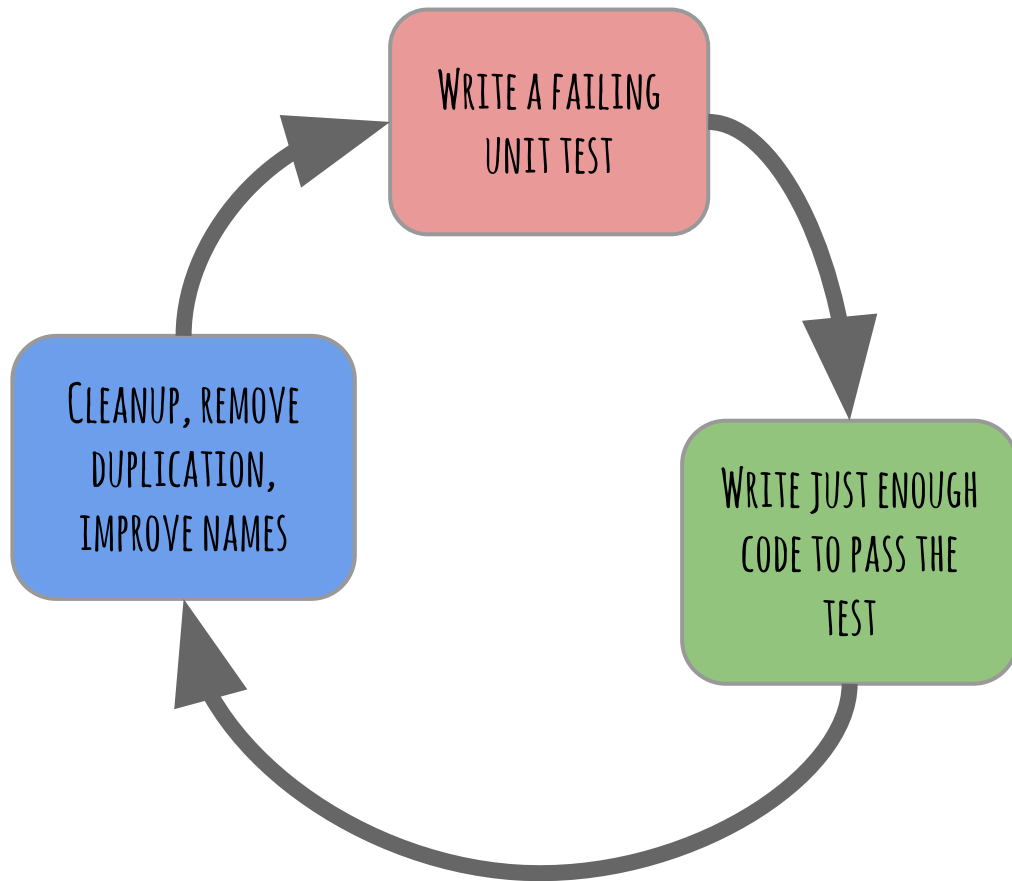 Write a failing
unit test
Write just enough
code to pass the
test
Cleanup, remove
duplication,
improve names